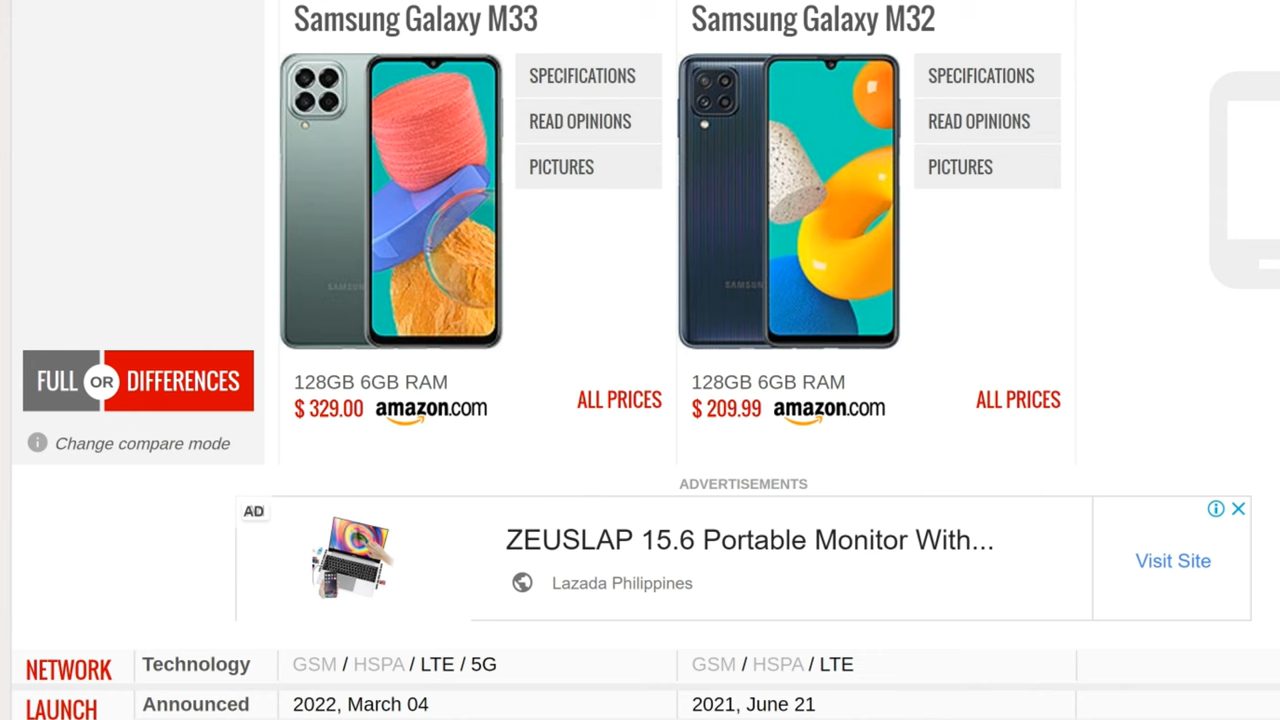 Samsung Galaxy M33
Samsung Galaxy M32
SPECIFICATIONS
READ OPINIONS
PICTURES
SPECIFICATIONS
READ OPINIONS
PICTURES
SAMSUNG
SAMSUNG
FULL OR DIFFERENCES
Change compare mode
128GB 6GB RAM
$ 329.00 amazon.com
ALL PRICES
128GB 6GB RAM
$ 209.99 amazon.com
ALL PRICES
ADVERTISEMENTS
AD
ZEUSLAP 15.6 Portable Monitor With...
Lazada Philippines
Visit Site
NETWORK Technology GSM / HSPA / LTE / 5G GSM / HSPA / LTE
LAUNCH Announced 2022, March 04 2021, June 21